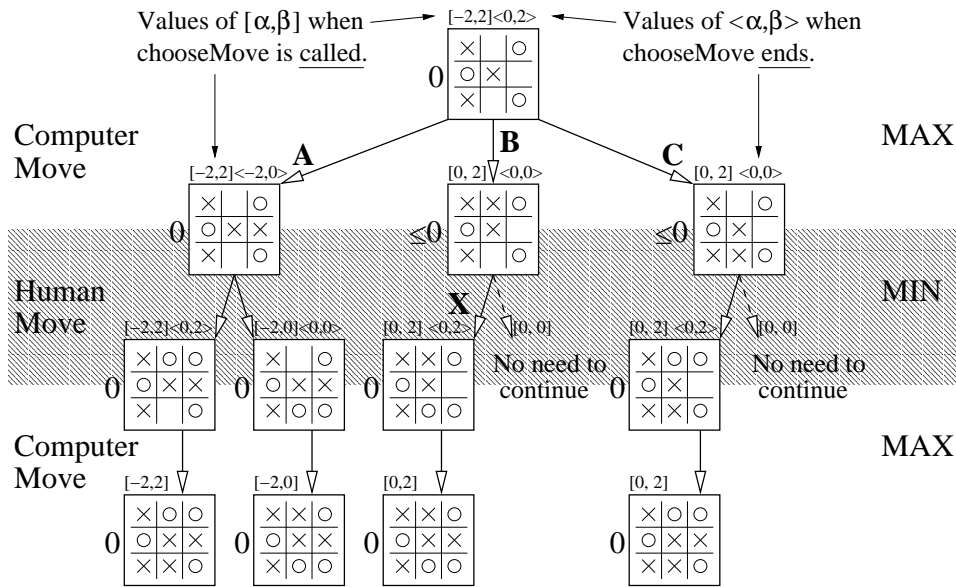 Values of [α,β] when
chooseMove is called.
[-2,2]<0,2>
Values of <α,β> when
chooseMove ends.
× ○
○ ×
× ○
0
Computer
Move
MAX
A
B
C
[-2,2]<-2,0>
[0, 2] <0,0>
[0, 2] <0,0>
× ○
○ × ×
× ○
0
× × ○
○ ×
× ○
≤0
× ○
○ ×
× × ○
≤0
Human
Move
MIN
X
[-2,2]<0,2>
[-2,0]<0,0>
[0, 2] <0,2>
[0, 0]
[0, 2] <0,2>
[0, 0]
No need to
continue
No need to
continue
× ○ ○
○ × ×
× ○
0
× ○
○ × ×
× ○ ○
0
× × ○
○ ×
× ○ ○
0
× ○ ○
○ ×
× × ○
0
Computer
Move
MAX
[-2,2]
[-2,0]
[0,2]
[0, 2]
× ○ ○
○ × ×
× × ○
0
× × ○
○ × ×
× ○ ○
0
× × ○
○ × ×
× ○ ○
0
× ○ ○
○ × ×
× × ○
0